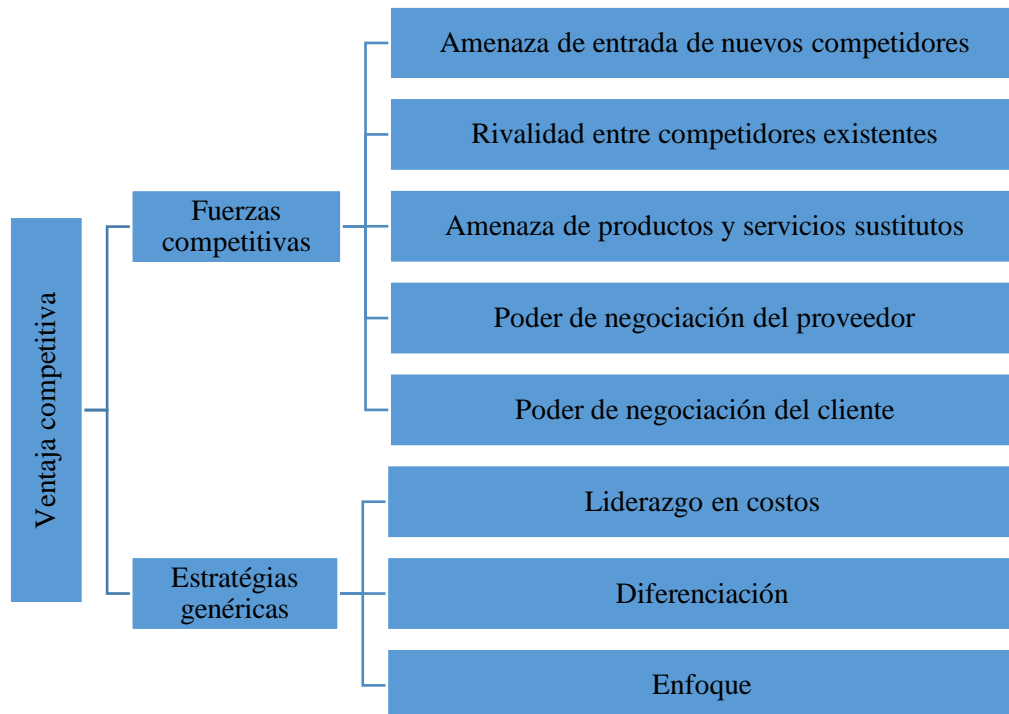 Ventaja competitiva
Fuerzas
competitivas
Amenaza de entrada de nuevos competidores
Rivalidad entre competidores existentes
Amenaza de productos y servicios sustitutos
Poder de negociación del proveedor
Poder de negociación del cliente
Estratégias
genéricas
Liderazgo en costos
Diferenciación
Enfoque